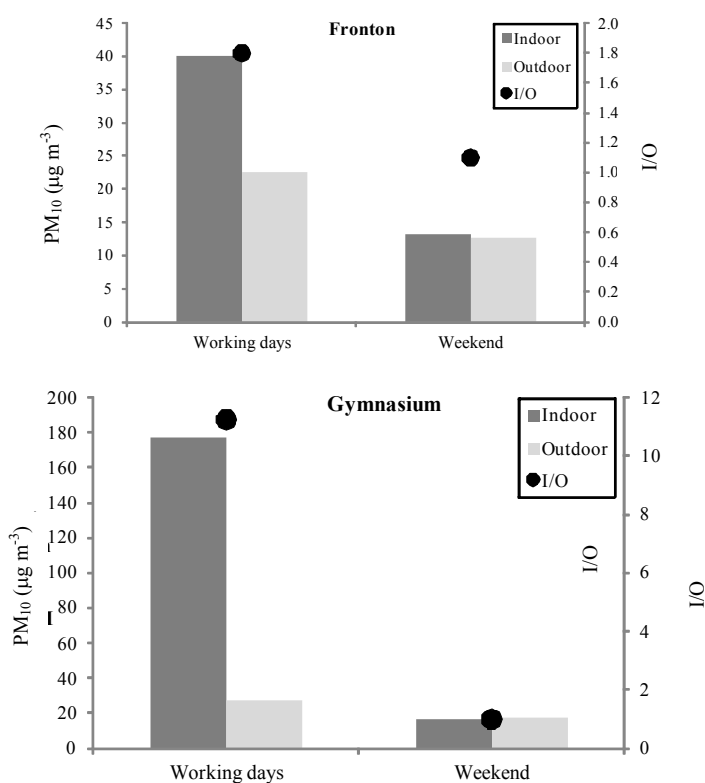 Fronton
Indoor
Outdoor
I/O
PM₁₀ (µg m⁻³)
45
40
35
30
25
20
15
10
5
0
2.0
1.8
1.6
1.4
1.2
1.0
0.8
0.6
0.4
0.2
0.0
I/O
Working days
Weekend
Gymnasium
Indoor
Outdoor
I/O
PM₁₀ (µg m⁻³)
200
180
160
140
120
100
80
60
40
20
0
12
10
8
6
4
2
0
I/O
I/O
Working days
Weekend